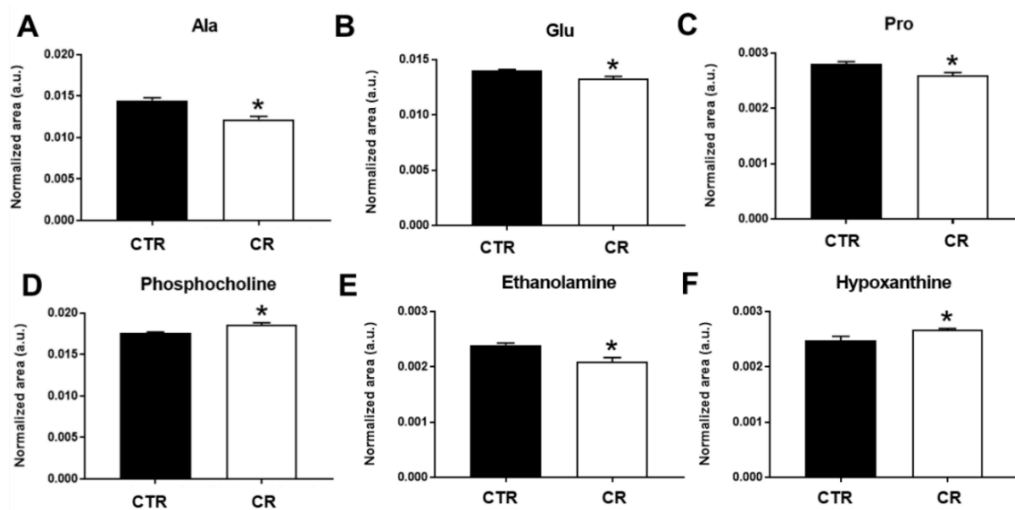 A
Ala
Normalized area (a.u.)
0.020
0.015
0.010
0.005
0.000
*
CTR
CR
B
Glu
Normalized area (a.u.)
0.015
0.010
0.005
0.000
*
CTR
CR
C
Pro
Normalized area (a.u.)
0.003
0.002
0.001
0.000
*
CTR
CR
D
Phosphocholine
Normalized area (a.u.)
0.020
0.015
0.010
0.005
0.000
*
CTR
CR
E
Ethanolamine
Normalized area (a.u.)
0.003
0.002
0.001
0.000
*
CTR
CR
F
Hypoxanthine
Normalized area (a.u.)
0.003
0.002
0.001
0.000
*
CTR
CR